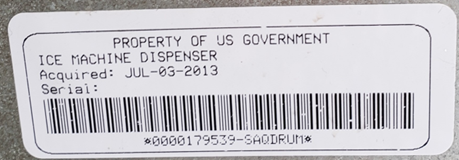 PROPERTY OF US GOVERNMENT
ICE MACHINE DISPENSER
Acquired: JUL-03-2013
Serial:
*0000179539-SAQDRUM*